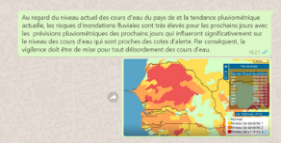 Au regard du niveau actuel des cours d'eau du pays et de la tendance pluviométrique
actuelle, les risques d'inondations fluviales sont très élevés pour les prochains jours avec
les prévisions pluviométriques des prochains jours qui influeront significativement sur
le niveau des cours d'eau qui sont proches des cotes d'alerte. Par conséquent, la
vigilance doit être de mise pour tout débordement des cours d'eau.